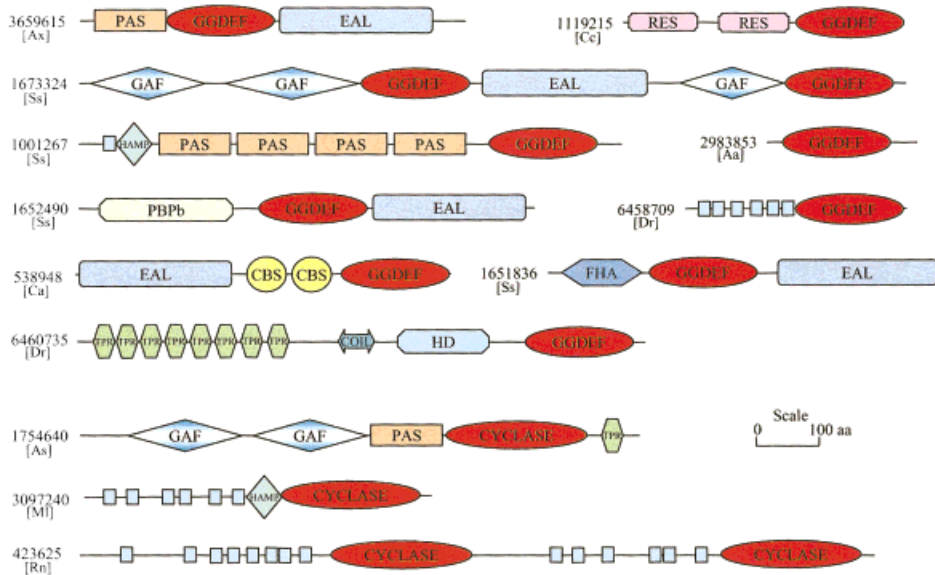 3659615 PAS GGDEF EAL
[Ax]
1119215 RES RES GGDEF
[Cc]
1673324 GAF GAF GGDEF EAL GAF GGDEF
[Ss]
1001267 HAMP PAS PAS PAS PAS GGDEF
[Ss]
2983853 GGDEF
[Aa]
1652490 PBPb GGDEF EAL
[Ss]
6458709 GGDEF
[Dr]
538948 EAL CBS CBS GGDEF
[Ca]
1651836 FHA GGDEF EAL
[Ss]
6460735 TPR TPR TPR TPR TPR TPR TPR TPR COIL HD GGDEF
[Dr]
1754640 GAF GAF PAS CYCLASE TPR
[As]
Scale
0 100 aa
3097240 HAMP CYCLASE
[Ml]
423625 CYCLASE CYCLASE
[Rn]